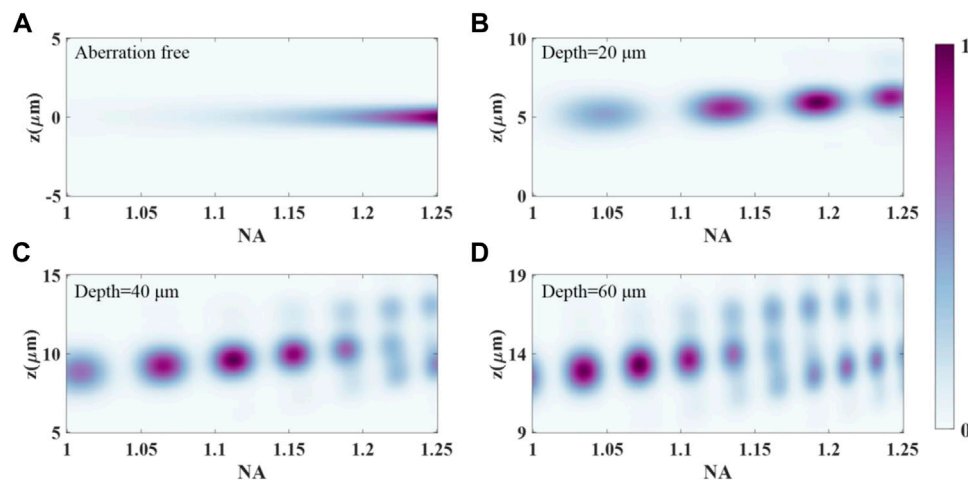 A
B
5
Aberration free
0
-5
z(μm)
1
1.05
1.1
1.15
1.2
1.25
NA
10
Depth=20 μm
5
0
z(μm)
1
1.05
1.1
1.15
1.2
1.25
NA
1
0
C
D
15
Depth=40 μm
10
5
z(μm)
1
1.05
1.1
1.15
1.2
1.25
NA
19
Depth=60 μm
14
9
z(μm)
1
1.05
1.1
1.15
1.2
1.25
NA